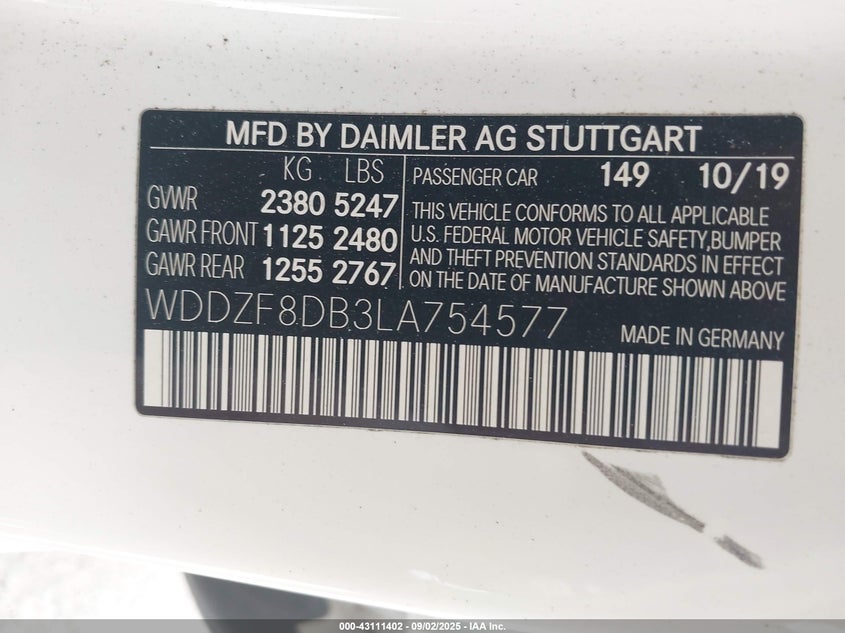 MFD BY DAIMLER AG STUTTGART
KG LBS
GVWR 2380 5247
GAWR FRONT 1125 2480
GAWR REAR 1255 2767
PASSENGER CAR 149 10/19
THIS VEHICLE CONFORMS TO ALL APPLICABLE
U.S. FEDERAL MOTOR VEHICLE SAFETY,BUMPER
AND THEFT PREVENTION STANDARDS IN EFFECT
ON THE DATE OF MANUFACTURE SHOWN ABOVE
WDDZF8DB3LA754577
MADE IN GERMANY
000-43111402 - 09/02/2025 - IAA Inc.